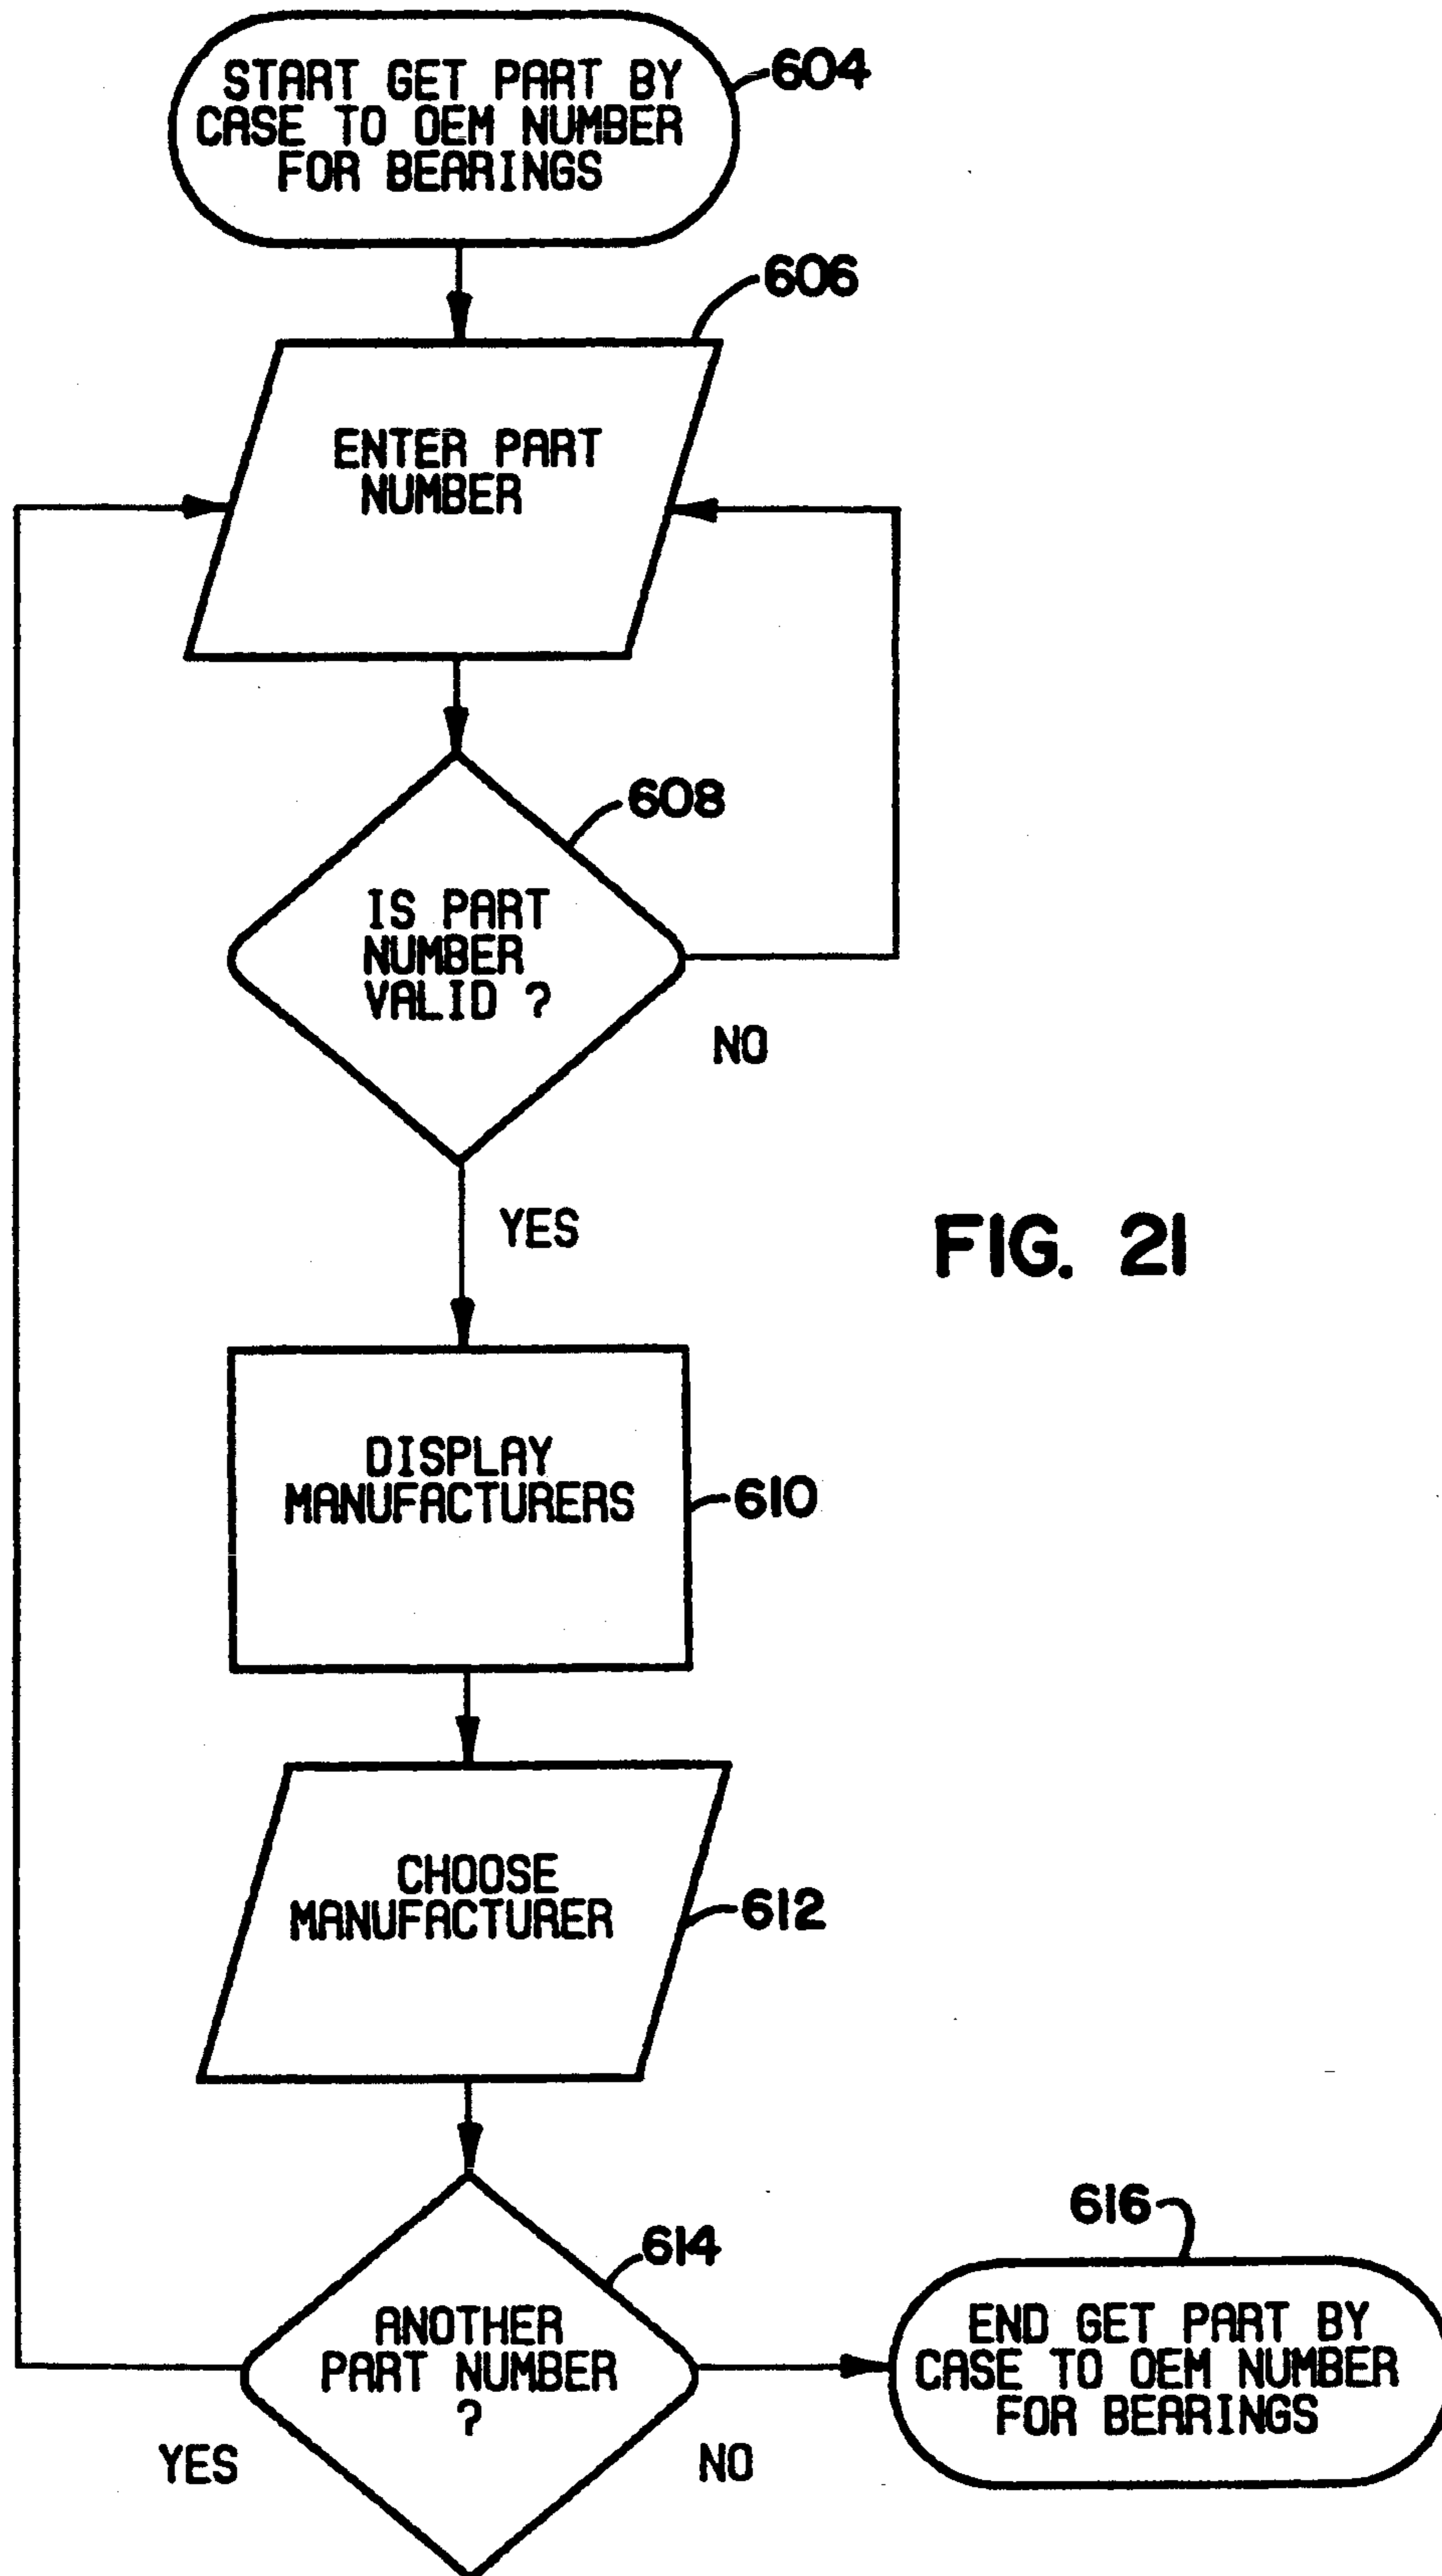 START GET PART BY
CASE TO OEM NUMBER
FOR BEARINGS
604
606
ENTER PART
NUMBER
608
IS PART
NUMBER
VALID ?
NO
YES
FIG. 21
DISPLAY
MANUFACTURERS
610
CHOOSE
MANUFACTURER
612
614
616
ANOTHER
PART NUMBER
?
YES
NO
END GET PART BY
CASE TO OEM NUMBER
FOR BEARINGS